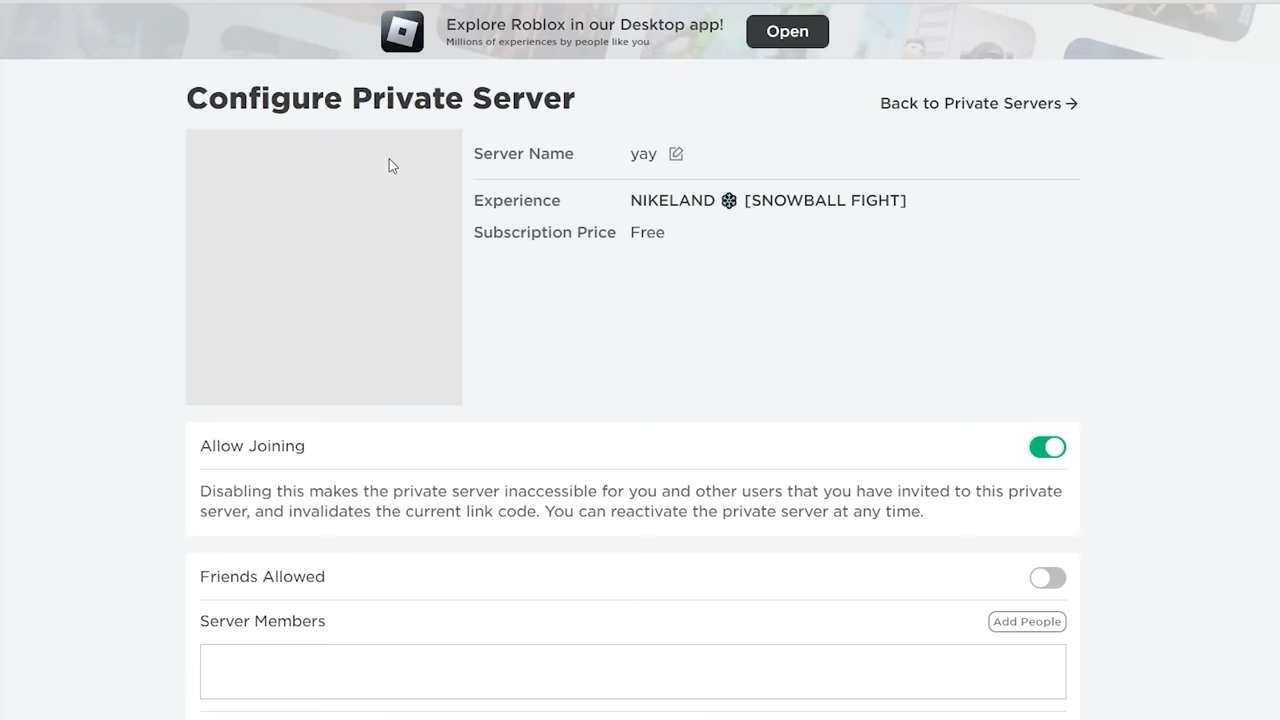 Explore Roblox in our Desktop app!
Millions of experiences by people like you
Open
Configure Private Server
Back to Private Servers →
Server Name yay
Experience NIKELAND ❄ [SNOWBALL FIGHT]
Subscription Price Free
Allow Joining
Disabling this makes the private server inaccessible for you and other users that you have invited to this private
server, and invalidates the current link code. You can reactivate the private server at any time.
Friends Allowed
Server Members
Add People